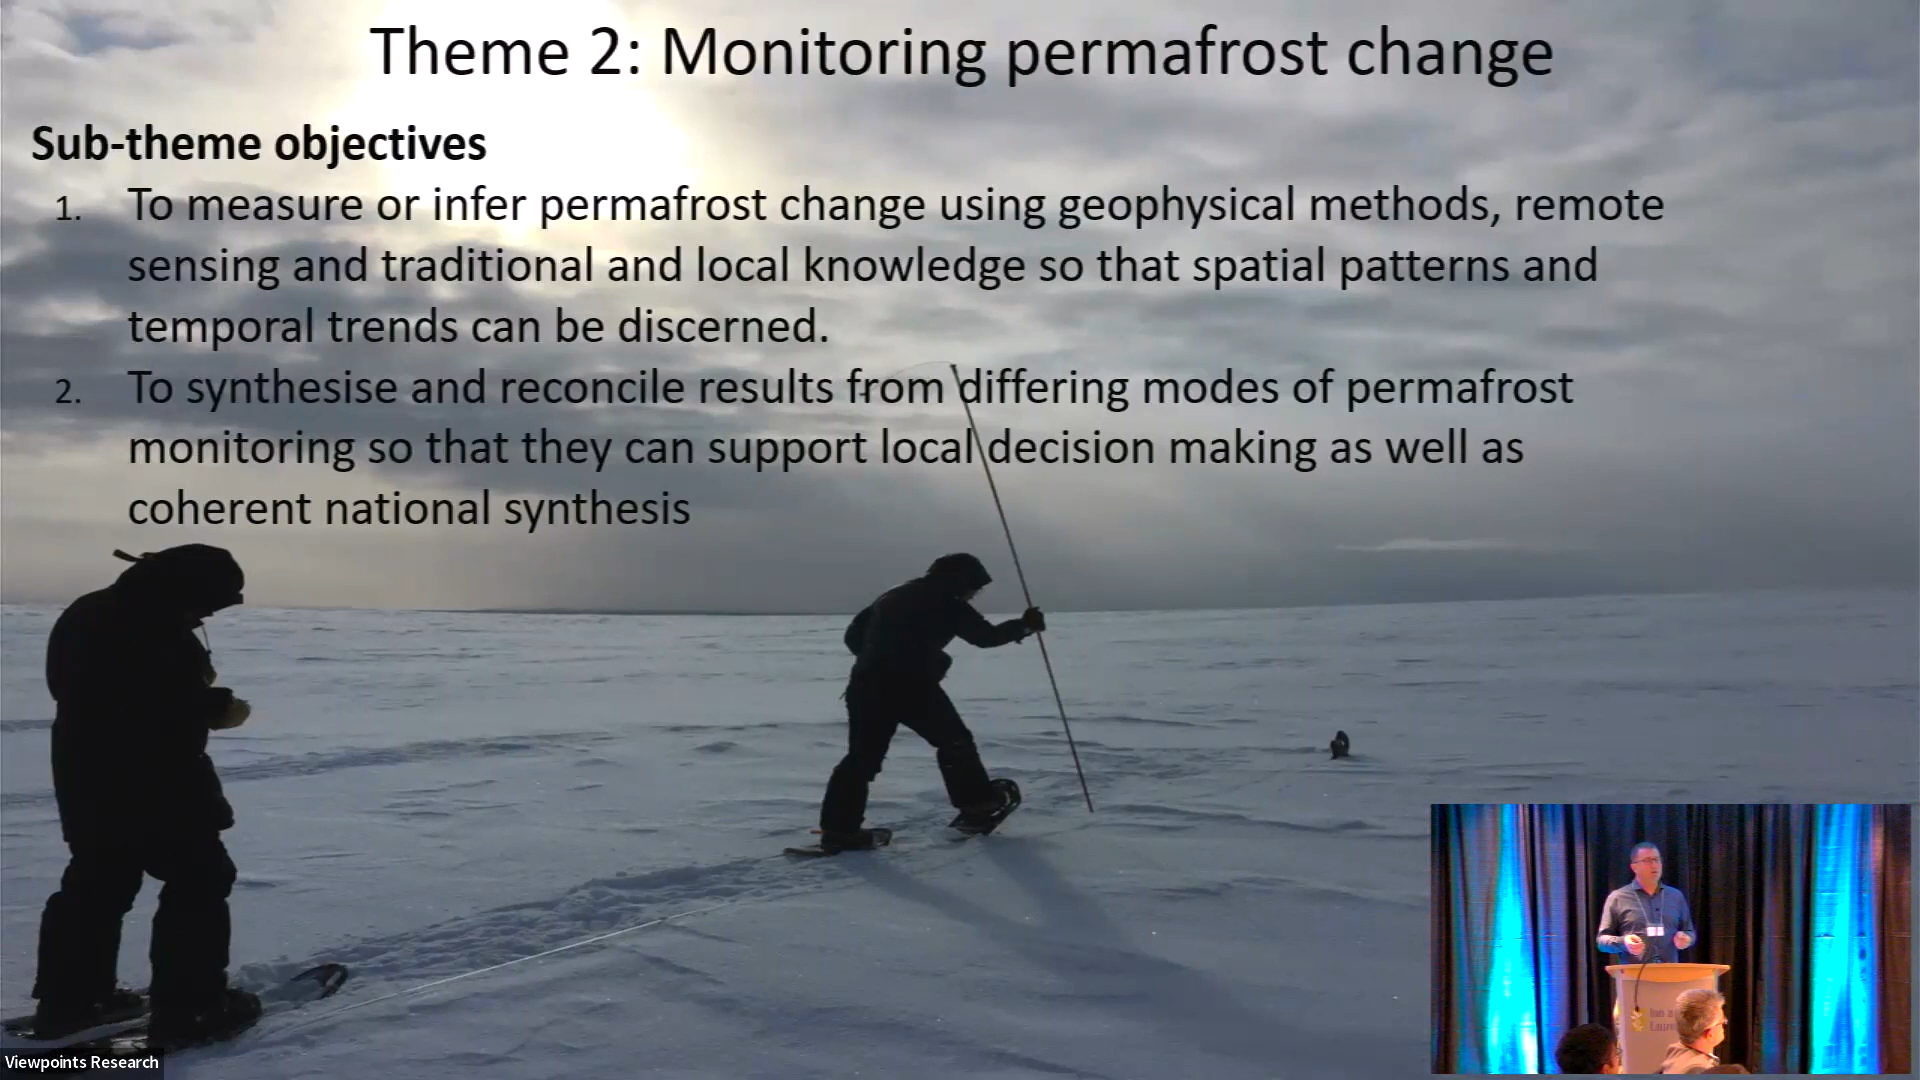 Theme 2: Monitoring permafrost change
Sub-theme objectives
1. To measure or infer permafrost change using geophysical methods, remote
sensing and traditional and local knowledge so that spatial patterns and
temporal trends can be discerned.
2. To synthesise and reconcile results from differing modes of permafrost
monitoring so that they can support local decision making as well as
coherent national synthesis
Viewpoints Research